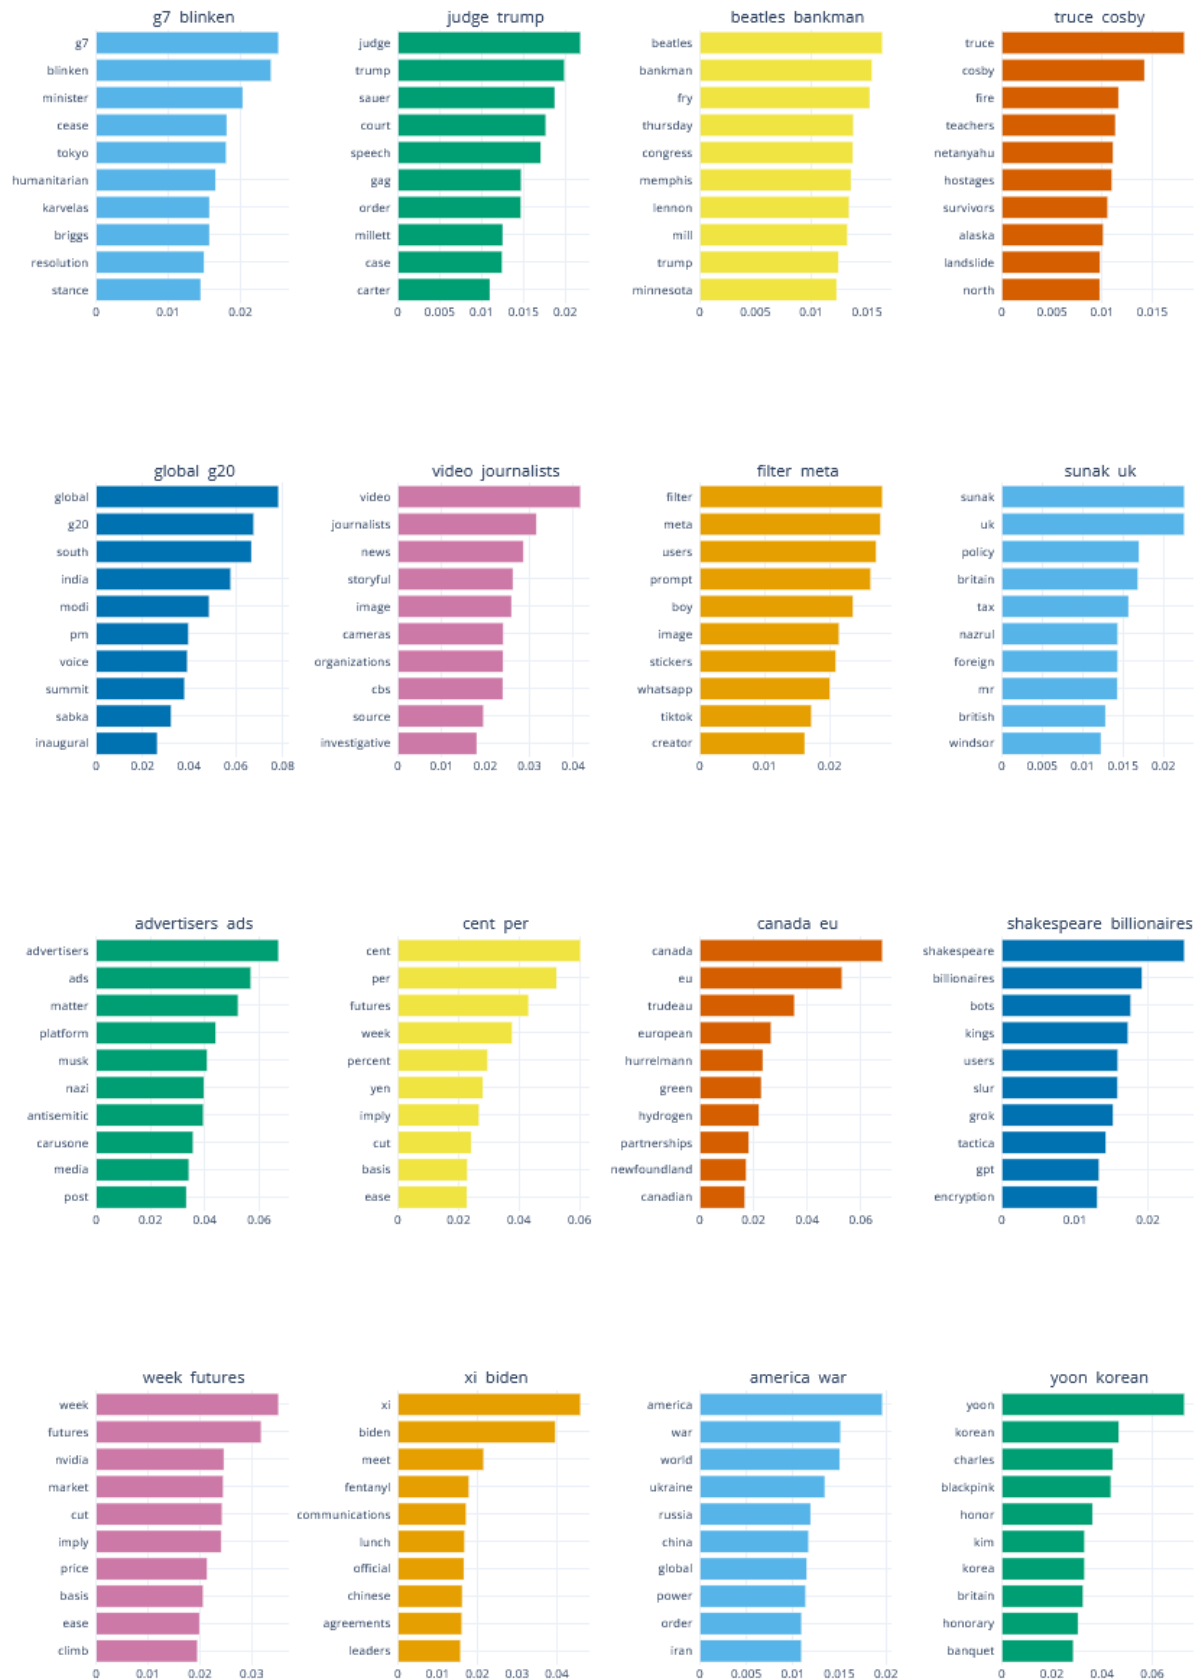 g7 blinken
g7
blinken
minister
cease
tokyo
humanitarian
karvelas
briggs
resolution
stance
0 0.01 0.02
judge trump
judge
trump
sauer
court
speech
gag
order
millett
case
carter
0 0.005 0.01 0.015 0.02
beatles bankman
beatles
bankman
fry
thursday
congress
memphis
lennon
mill
trump
minnesota
0 0.005 0.01 0.015
truce cosby
truce
cosby
fire
teachers
netanyahu
hostages
survivors
alaska
landslide
north
0 0.005 0.01 0.015
global g20
global
g20
south
india
modi
pm
voice
summit
sabka
inaugural
0 0.02 0.04 0.06 0.08
video journalists
video
journalists
news
storyful
image
cameras
organizations
cbs
source
investigative
0 0.01 0.02 0.03 0.04
filter meta
filter
meta
users
prompt
boy
image
stickers
whatsapp
tiktok
creator
0 0.01 0.02
sunak uk
sunak
uk
policy
britain
tax
nazrul
foreign
mr
british
windsor
0 0.005 0.01 0.015 0.02
advertisers ads
advertisers
ads
matter
platform
musk
nazi
antisemitic
carusone
media
post
0 0.02 0.04 0.06
cent per
cent
per
futures
week
percent
yen
imply
cut
basis
ease
0 0.02 0.04 0.06
canada eu
canada
eu
trudeau
european
hurrelmann
green
hydrogen
partnerships
newfoundland
canadian
0 0.02 0.04 0.06
shakespeare billionaires
shakespeare
billionaires
bots
kings
users
slur
grok
tactica
gpt
encryption
0 0.01 0.02
week futures
week
futures
nvidia
market
cut
imply
price
basis
ease
climb
0 0.01 0.02 0.03
xi biden
xi
biden
meet
fentanyl
communications
lunch
official
chinese
agreements
leaders
0 0.01 0.02 0.03 0.04
america war
america
war
world
ukraine
russia
china
global
power
order
iran
0 0.005 0.01 0.015 0.02
yoon korean
yoon
korean
charles
blackpink
honor
kim
korea
britain
honorary
banquet
0 0.02 0.04 0.06